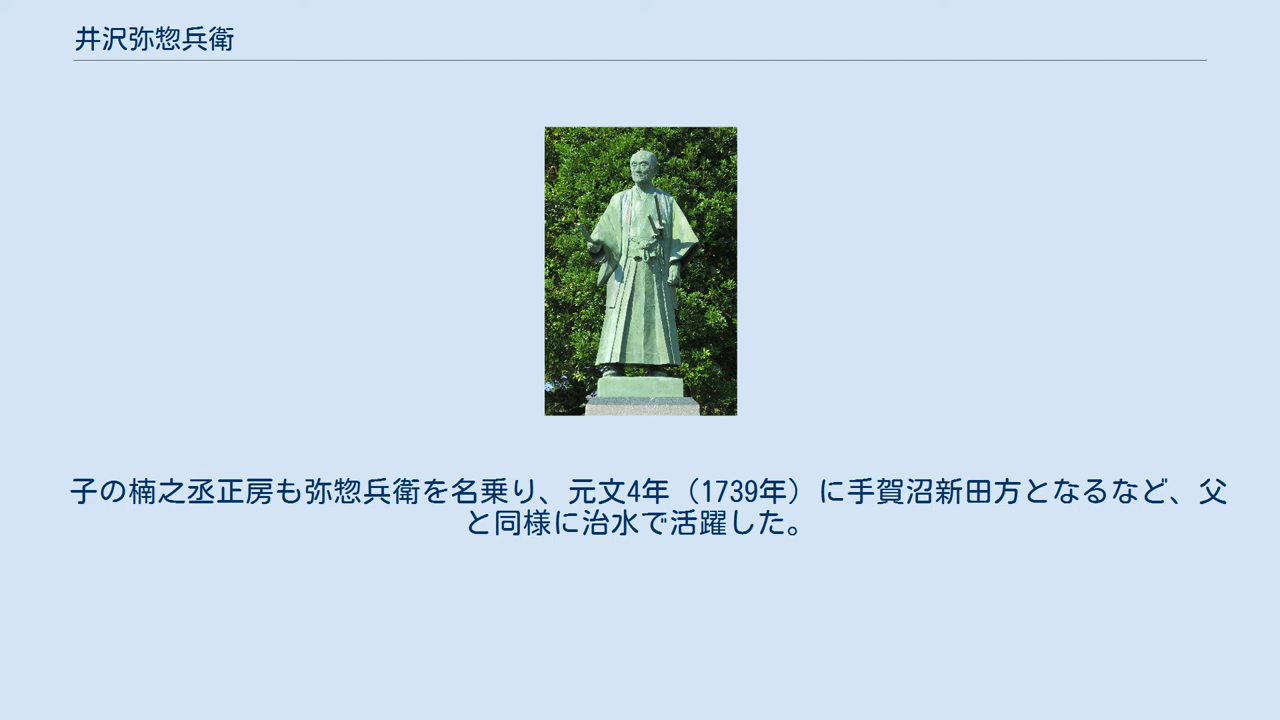 井沢弥惣兵衛
子の楠之丞正房も弥惣兵衛を名乗り、元文4年（1739年）に手賀沼新田方となるなど、父
と同様に治水で活躍した。